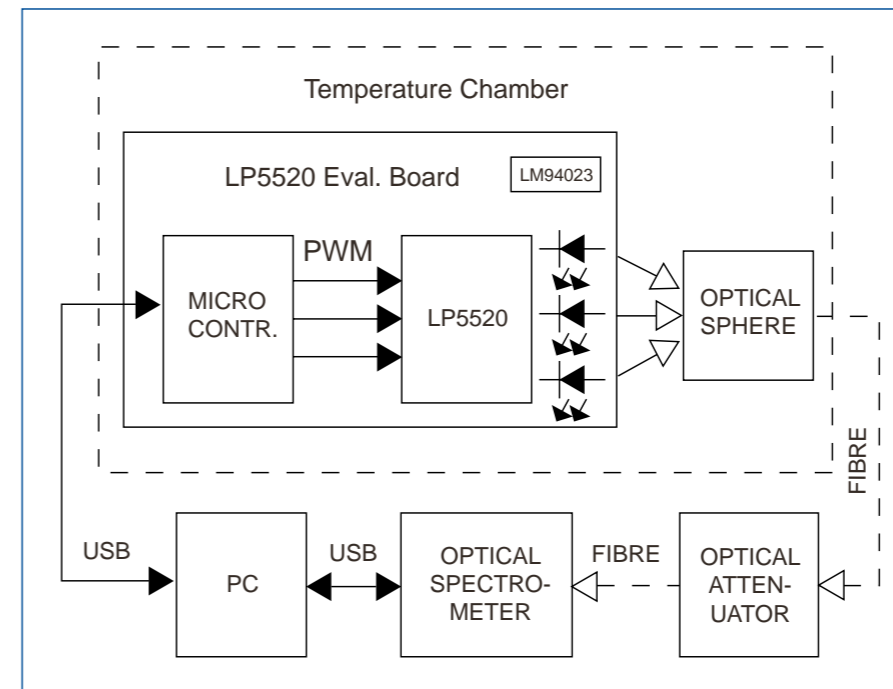 Temperature Chamber
LP5520 Eval. Board
LM94023
PWM
MICRO
CONTR.
LP5520
OPTICAL
SPHERE
FIBRE
USB
PC
USB
OPTICAL
SPECTRO-
METER
FIBRE
OPTICAL
ATTEN-
UATOR